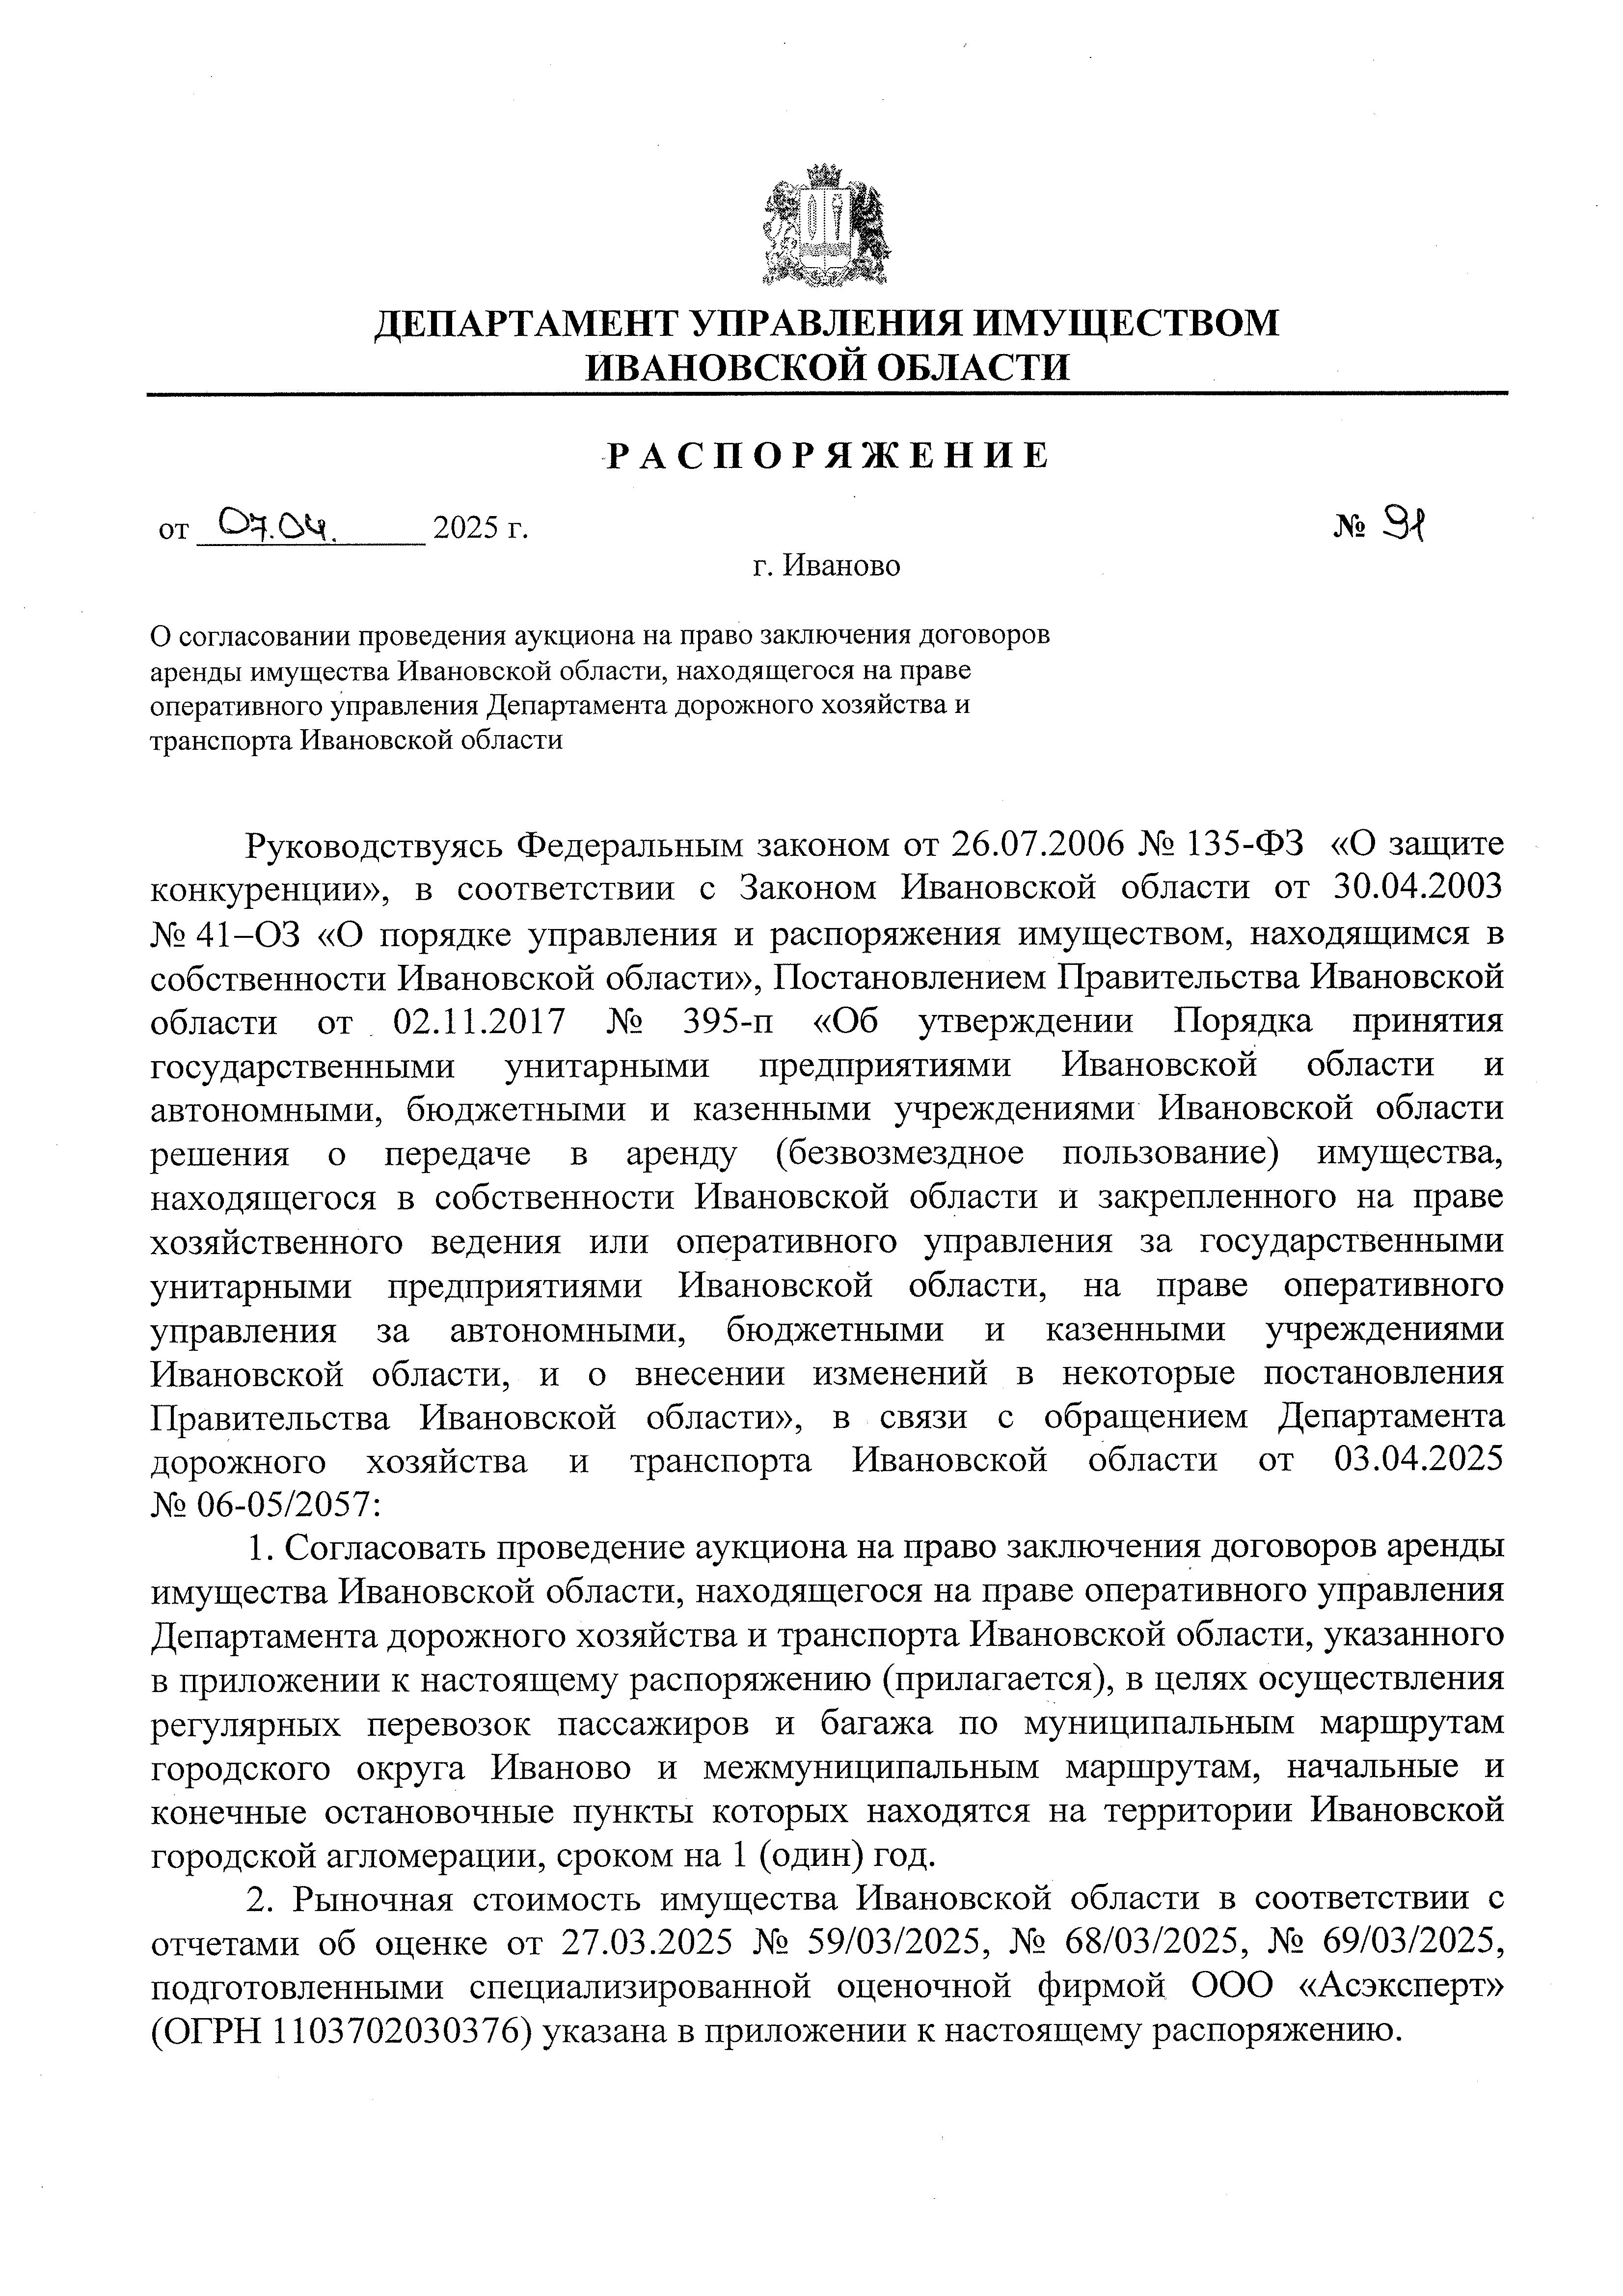 ДЕПАРТАМЕНТ УПРАВЛЕНИЯ ИМУЩЕСТВОМ
ИВАНОВСКОЙ ОБЛАСТИ
РАСПОРЯЖЕНИЕ
от 07.04. 2025 г. № 91
г. Иваново
О согласовании проведения аукциона на право заключения договоров
аренды имущества Ивановской области, находящегося на праве
оперативного управления Департамента дорожного хозяйства и
транспорта Ивановской области
Руководствуясь Федеральным законом от 26.07.2006 № 135-ФЗ «О защите
конкуренции», в соответствии с Законом Ивановской области от 30.04.2003
№ 41–ОЗ «О порядке управления и распоряжения имуществом, находящимся в
собственности Ивановской области», Постановлением Правительства Ивановской
области от 02.11.2017 № 395-п «Об утверждении Порядка принятия
государственными унитарными предприятиями Ивановской области и
автономными, бюджетными и казенными учреждениями Ивановской области
решения о передаче в аренду (безвозмездное пользование) имущества,
находящегося в собственности Ивановской области и закрепленного на праве
хозяйственного ведения или оперативного управления за государственными
унитарными предприятиями Ивановской области, на праве оперативного
управления за автономными, бюджетными и казенными учреждениями
Ивановской области, и о внесении изменений в некоторые постановления
Правительства Ивановской области», в связи с обращением Департамента
дорожного хозяйства и транспорта Ивановской области от 03.04.2025
№ 06-05/2057:
1. Согласовать проведение аукциона на право заключения договоров аренды
имущества Ивановской области, находящегося на праве оперативного управления
Департамента дорожного хозяйства и транспорта Ивановской области, указанного
в приложении к настоящему распоряжению (прилагается), в целях осуществления
регулярных перевозок пассажиров и багажа по муниципальным маршрутам
городского округа Иваново и межмуниципальным маршрутам, начальные и
конечные остановочные пункты которых находятся на территории Ивановской
городской агломерации, сроком на 1 (один) год.
2. Рыночная стоимость имущества Ивановской области в соответствии с
отчетами об оценке от 27.03.2025 № 59/03/2025, № 68/03/2025, № 69/03/2025,
подготовленными специализированной оценочной фирмой ООО «Асэксперт»
(ОГРН 1103702030376) указана в приложении к настоящему распоряжению.